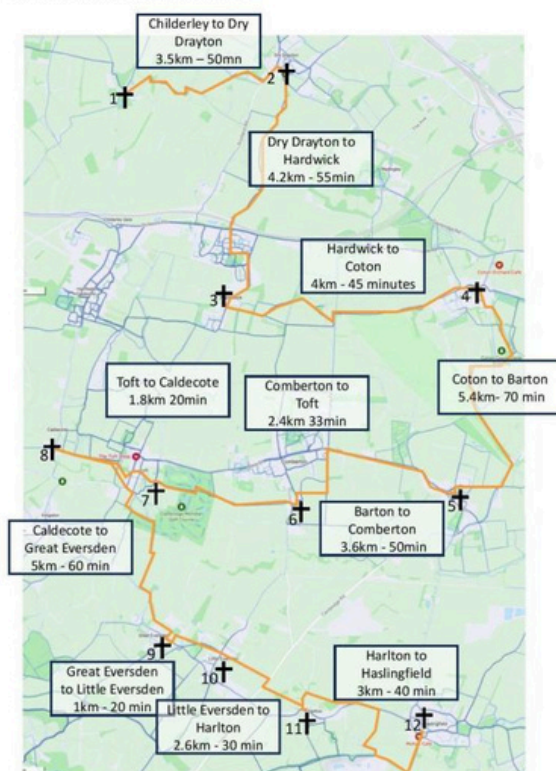 Childerley to Dry
Drayton
3.5km – 50mn
1
2
Dry Drayton to
Hardwick
4.2km - 55min
Hardwick to
Coton
4km - 45 minutes
3
4
Toft to Caldecote
1.8km 20min
Comberton to
Toft
2.4km 33min
Coton to Barton
5.4km- 70 min
8
7
6
5
Barton to
Comberton
3.6km - 50min
Caldecote to
Great Eversden
5km - 60 min
9
10
Great Eversden
to Little Eversden
1km - 20 min
Little Eversden to
Harlton
2.6km - 30 min
Harlton to
Haslingfield
3km - 40 min
11
12